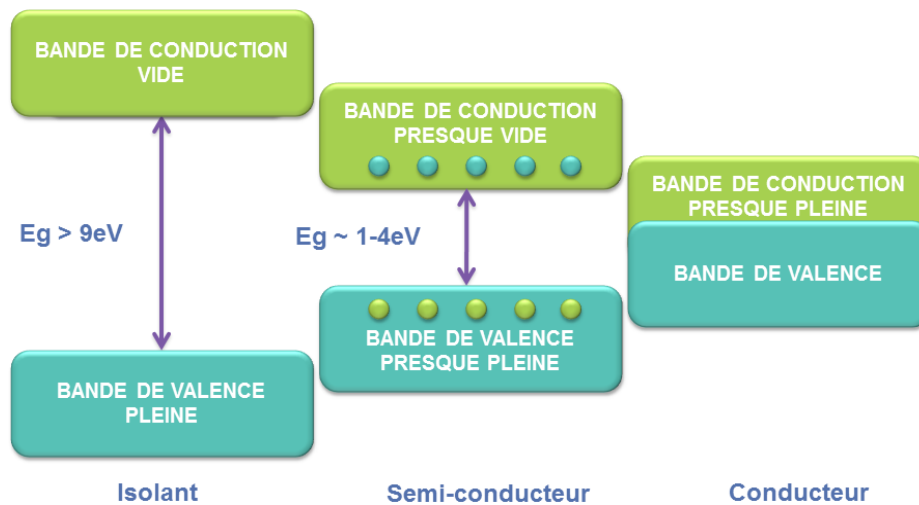 BANDE DE CONDUCTION
VIDE
Eg > 9eV
BANDE DE VALENCE
PLEINE
Isolant
BANDE DE CONDUCTION
PRESQUE VIDE
Eg ~ 1-4eV
BANDE DE VALENCE
PRESQUE PLEINE
Semi-conducteur
BANDE DE CONDUCTION
PRESQUE PLEINE
BANDE DE VALENCE
Conducteur